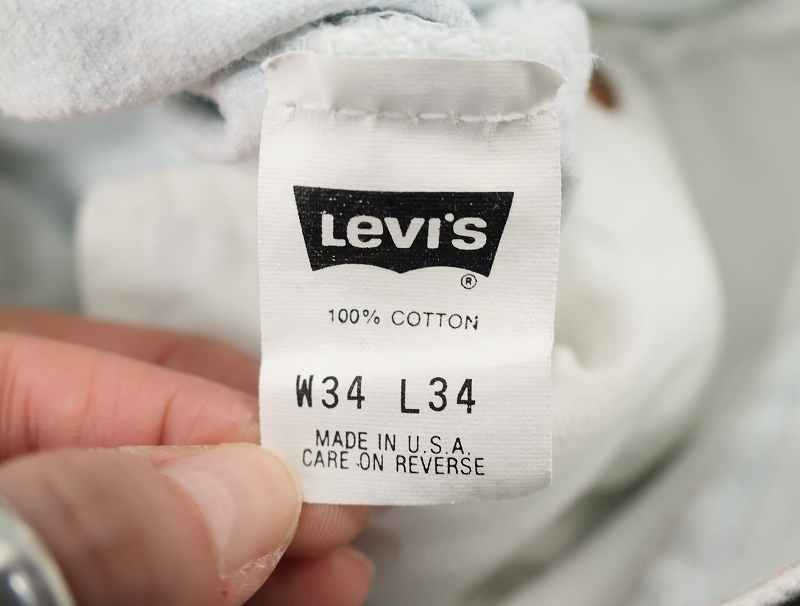 Levi's
®
100% COTTON
W34 L34
MADE IN U.S.A.
CARE ON REVERSE